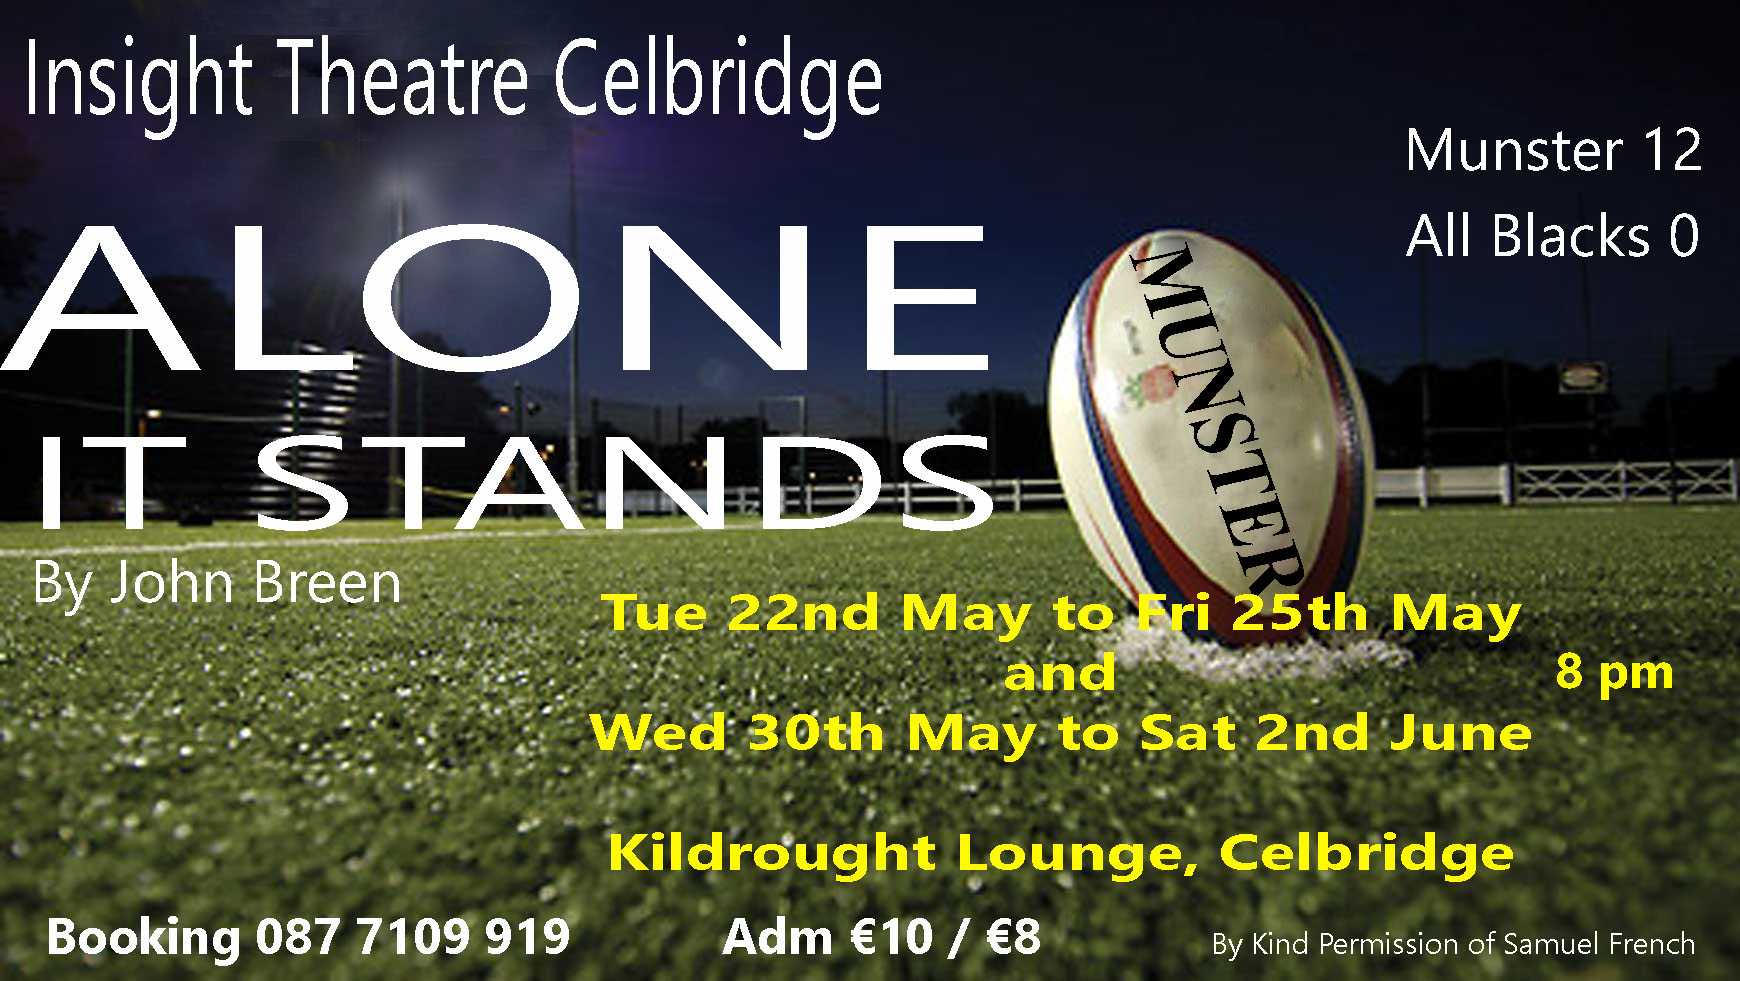 Insight Theatre Celbridge
Munster 12
All Blacks 0
ALONE
IT STANDS
By John Breen
MUNSTER
Tue 22nd May to Fri 25th May
and
8 pm
Wed 30th May to Sat 2nd June
Kildrought Lounge, Celbridge
Booking 087 7109 919
Adm €10 / €8
By Kind Permission of Samuel French